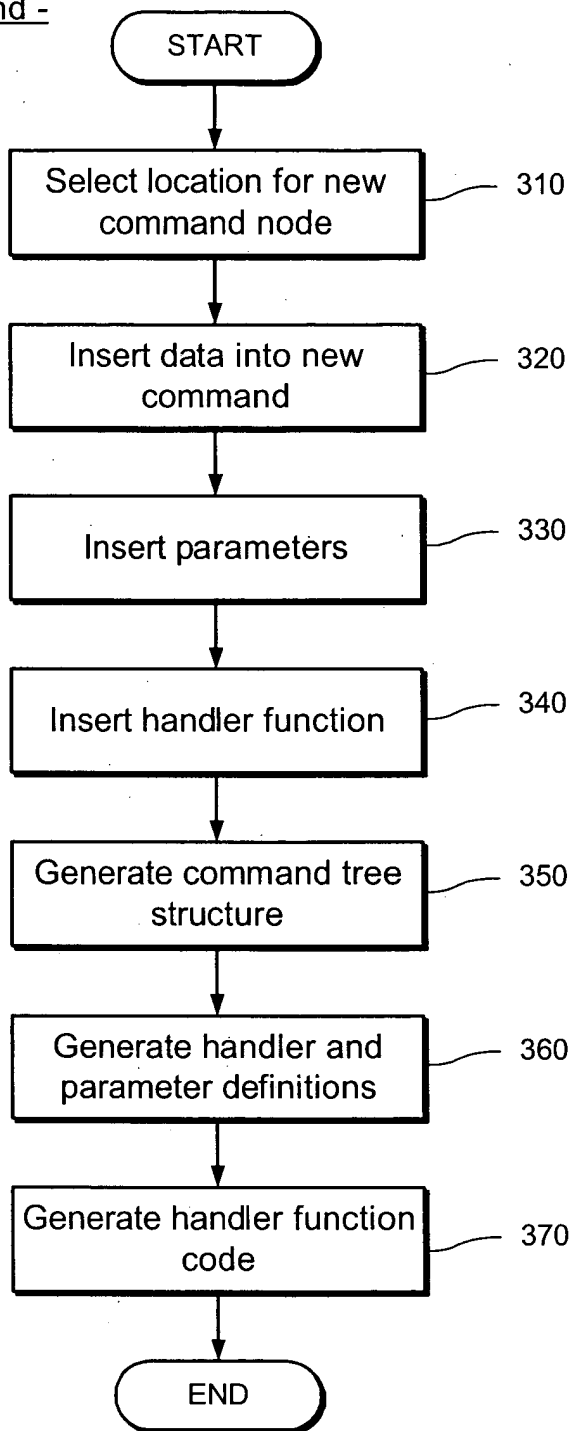 nd -
START
Select location for new
command node
310
Insert data into new
command
320
Insert parameters
330
Insert handler function
340
Generate command tree
structure
350
Generate handler and
parameter definitions
360
Generate handler function
code
370
END